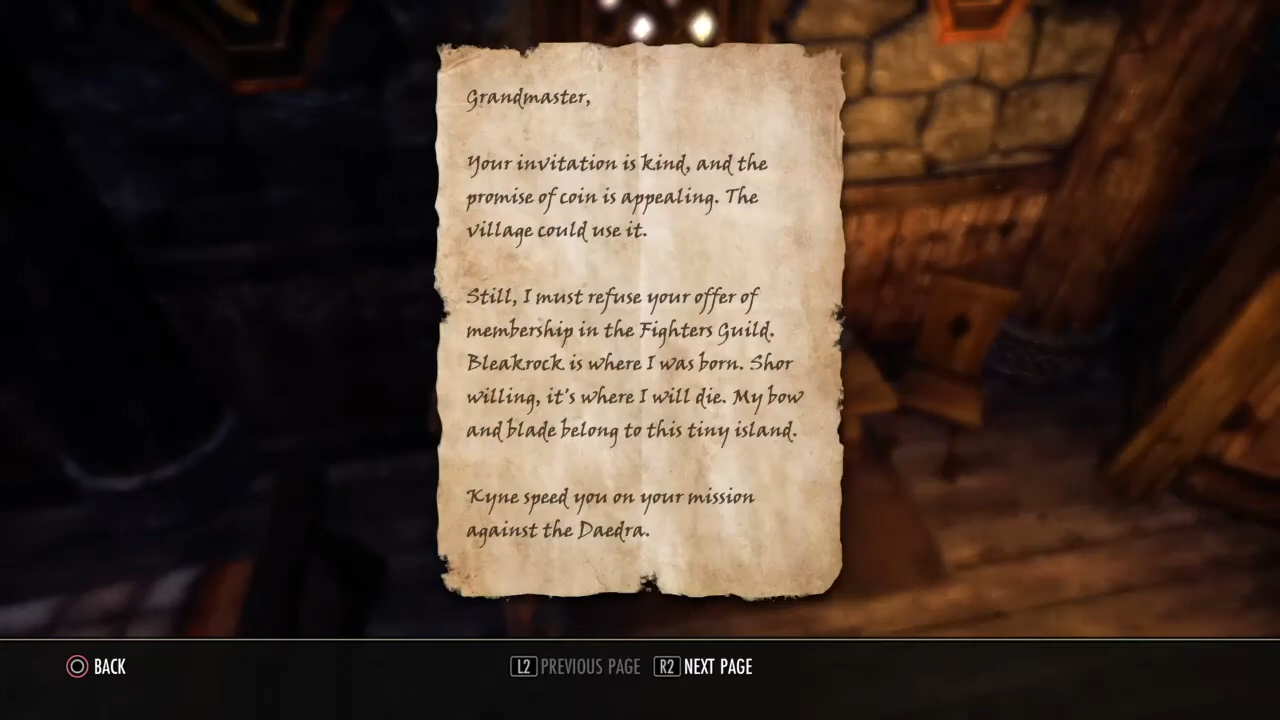 Grandmaster,
Your invitation is kind, and the
promise of coin is appealing. The
village could use it.
Still, I must refuse your offer of
membership in the Fighters Guild.
Bleakrock is where I was born. Shor
willing, it's where I will die. My bow
and blade belong to this tiny island.
Kyne speed you on your mission
against the Daedra.
BACK
L2 PREVIOUS PAGE R2 NEXT PAGE